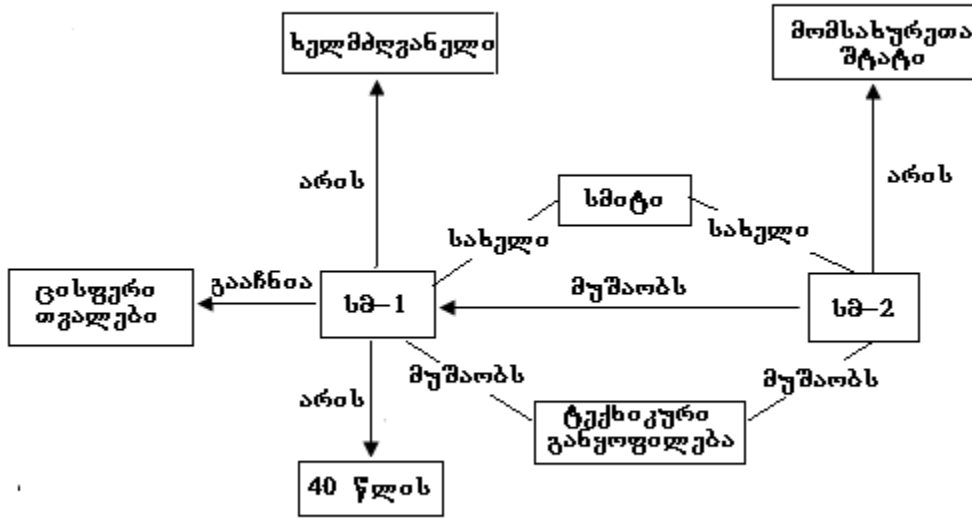 ხელმძღვანელი
მომსახურეთა
შტატი
არის
არის
სმიტი
სახელი
სახელი
ცისფერი
თვალები
გააჩნია
სმ–1
მუშაობს
სმ–2
მუშაობს
მუშაობს
არის
ტექნიკური
განყოფილება
40 წლის